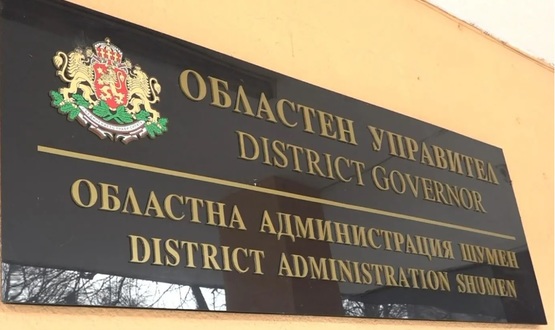 ОБЛАСТЕН УПРАВИТЕЛ
DISTRICT GOVERNOR
ОБЛАСТНА АДМИНИСТРАЦИЯ ШУМЕН
DISTRICT ADMINISTRATION SHUMEN